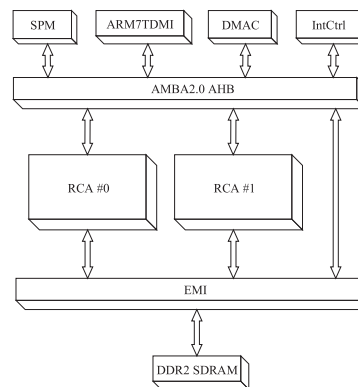 SPM
ARM7TDMI
DMAC
IntCtrl
AMBA2.0 AHB
RCA #0
RCA #1
EMI
DDR2 SDRAM